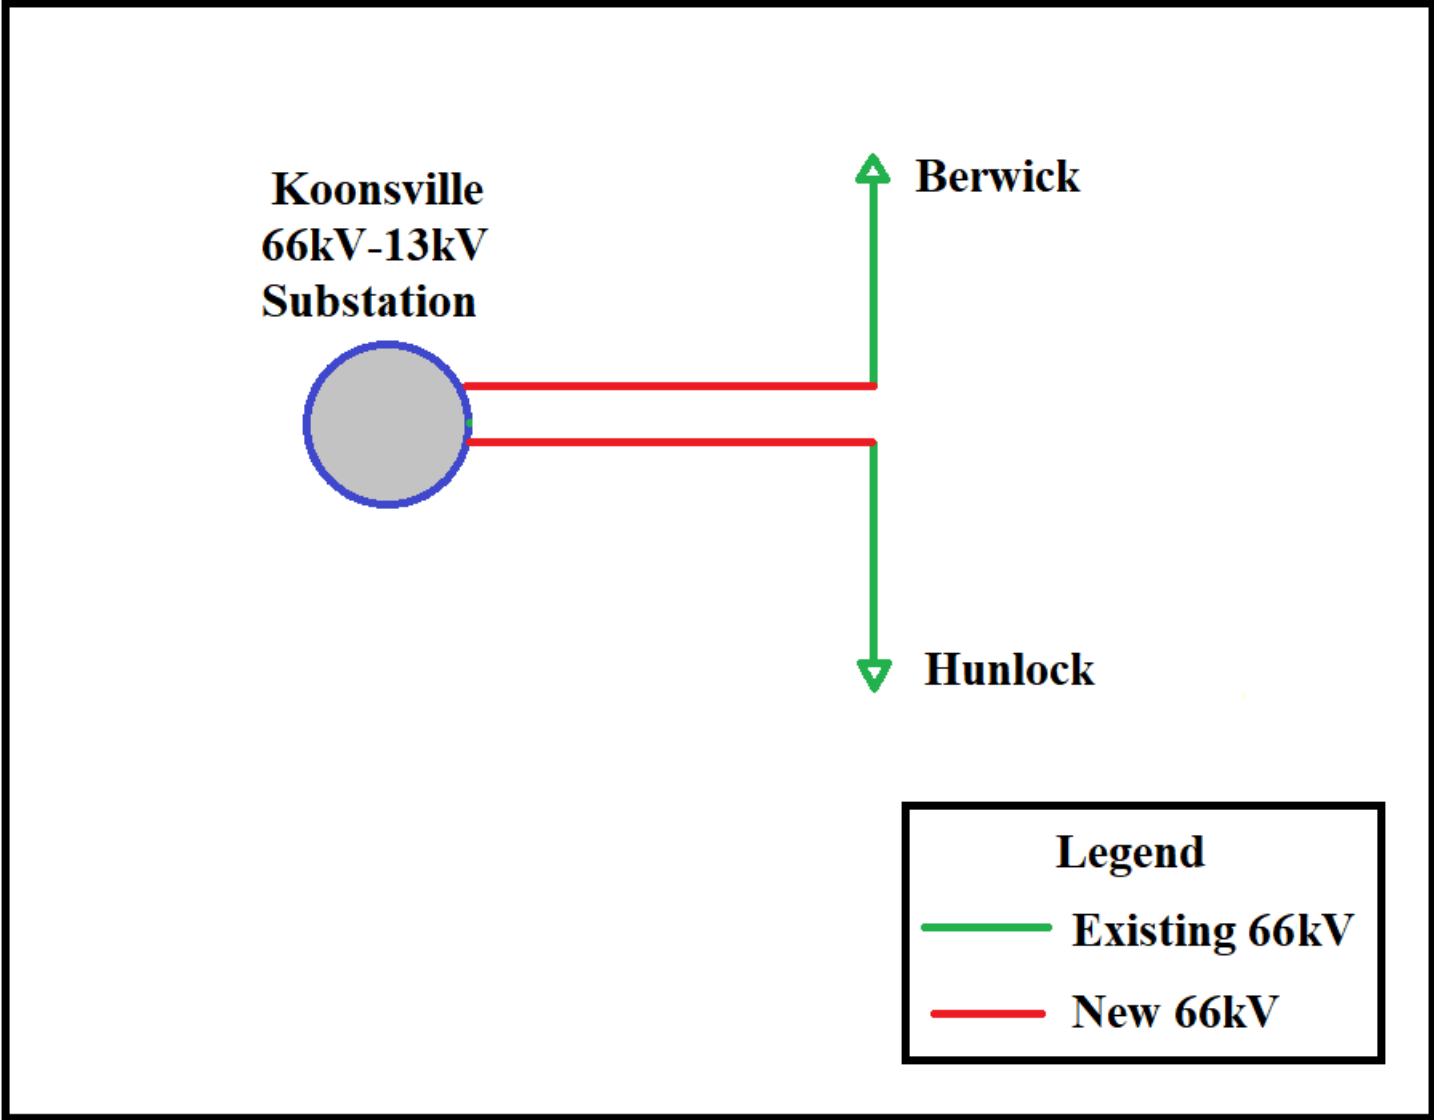 Koonsville
66kV-13kV
Substation
Berwick
Hunlock
Legend
Existing 66kV
New 66kV